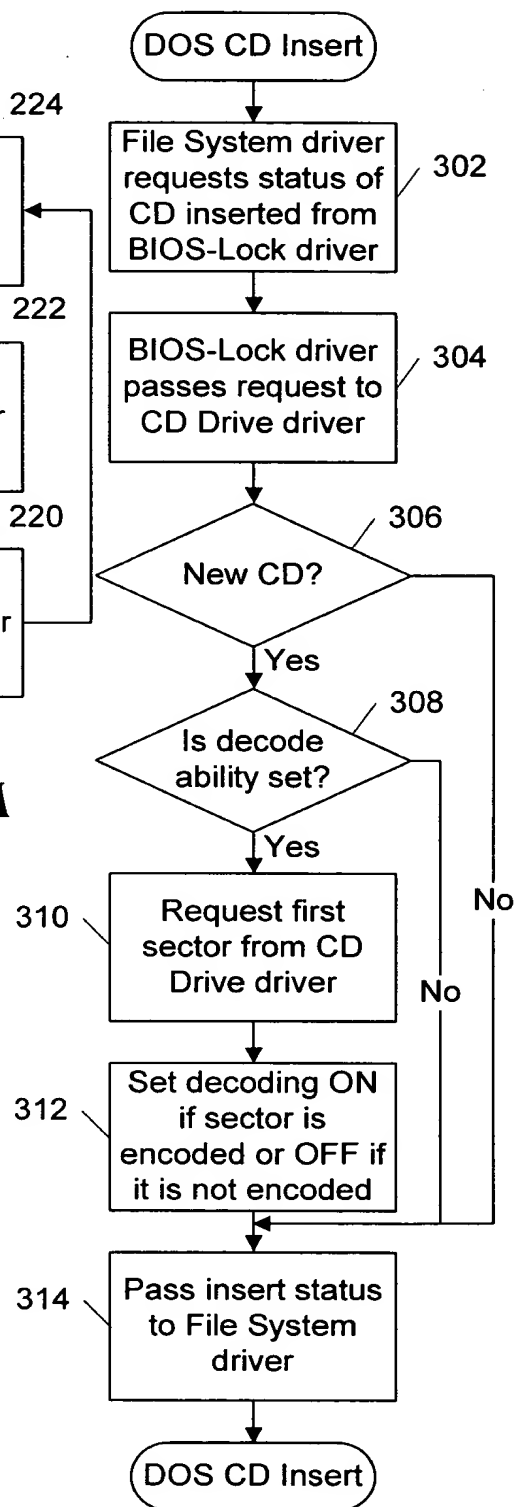 DOS CD Insert
224
File System driver
requests status of
CD inserted from
BIOS-Lock driver
302
222
BIOS-Lock driver
passes request to
CD Drive driver
304
r
220
306
New CD?
r
Yes
308
Is decode
ability set?
Yes
310
Request first
sector from CD
Drive driver
No
No
312
Set decoding ON
if sector is
encoded or OFF if
it is not encoded
314
Pass insert status
to File System
driver
DOS CD Insert